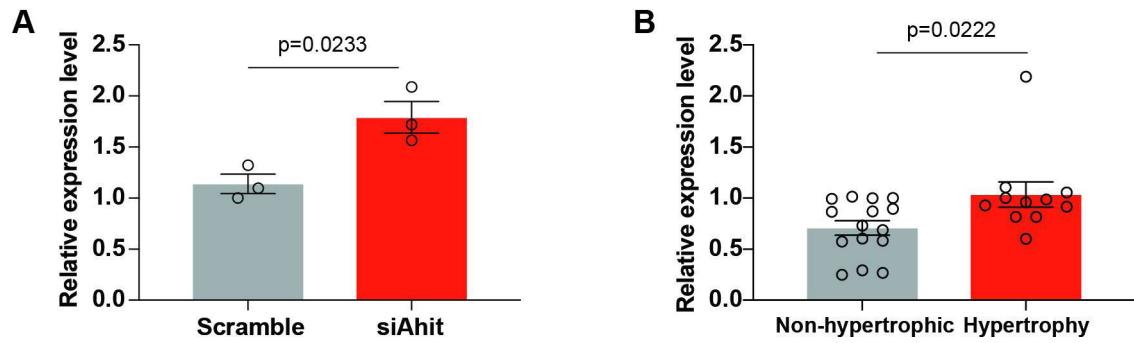 A
p=0.0233
Relative expression level
2.5
2.0
1.5
1.0
0.5
0.0
Scramble siAhit
B
p=0.0222
Relative expression level
2.5
2.0
1.5
1.0
0.5
0.0
Non-hypertrophic Hypertrophy